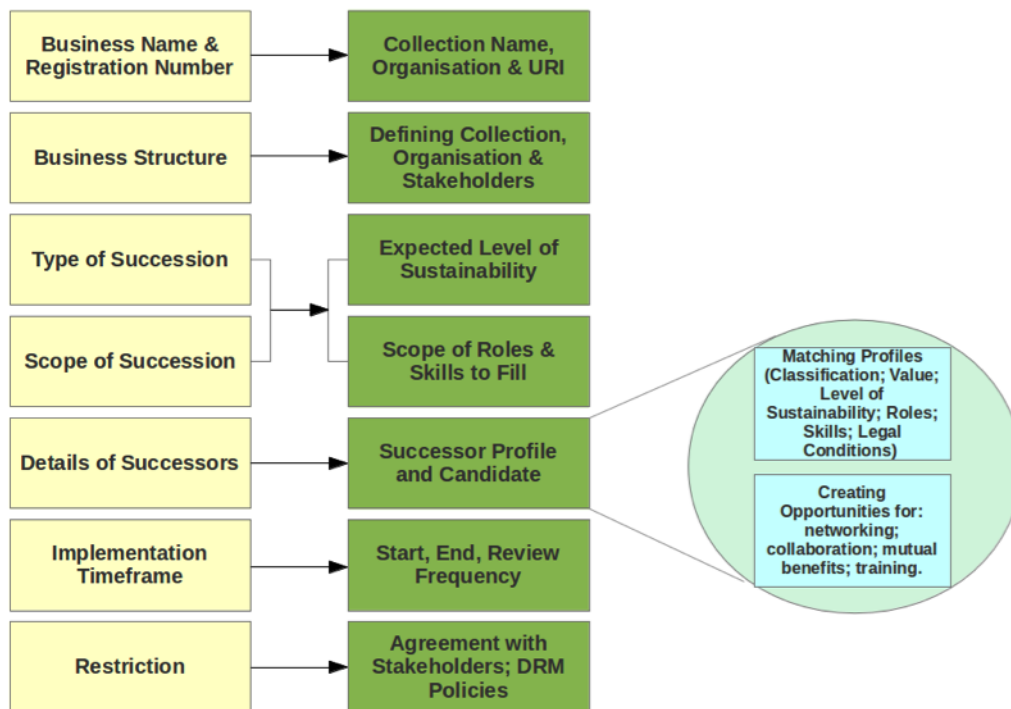 Business Name &
Registration Number
Collection Name,
Organisation & URI
Business Structure
Defining Collection,
Organisation &
Stakeholders
Type of Succession
Expected Level of
Sustainability
Scope of Succession
Scope of Roles &
Skills to Fill
Details of Successors
Successor Profile
and Candidate
Matching Profiles
(Classification; Value;
Level of
Sustainability; Roles;
Skills; Legal
Conditions)
Creating
Opportunities for:
networking;
collaboration; mutual
benefits; training.
Implementation
Timeframe
Start, End, Review
Frequency
Restriction
Agreement with
Stakeholders; DRM
Policies